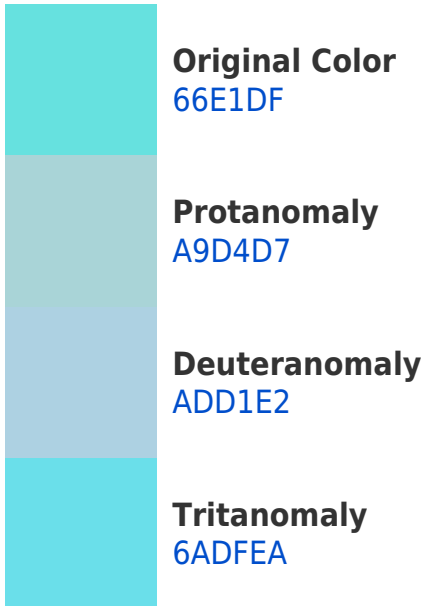 Original Color
66E1DF
Protanomaly
A9D4D7
Deuteranomaly
ADD1E2
Tritanomaly
6ADFEA